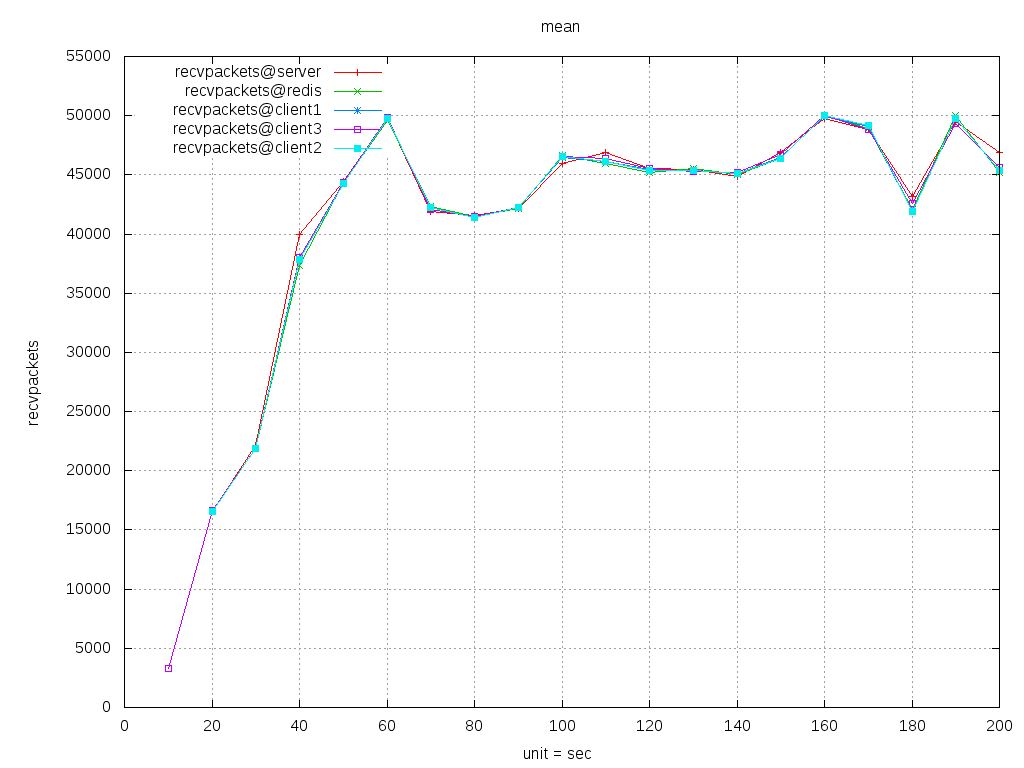 mean
55000
50000
45000
40000
35000
30000
25000
20000
15000
10000
5000
0
recvpackets
recvpackets@server
recvpackets@redis
recvpackets@client1
recvpackets@client3
recvpackets@client2
0 20 40 60 80 100 120 140 160 180 200
unit = sec